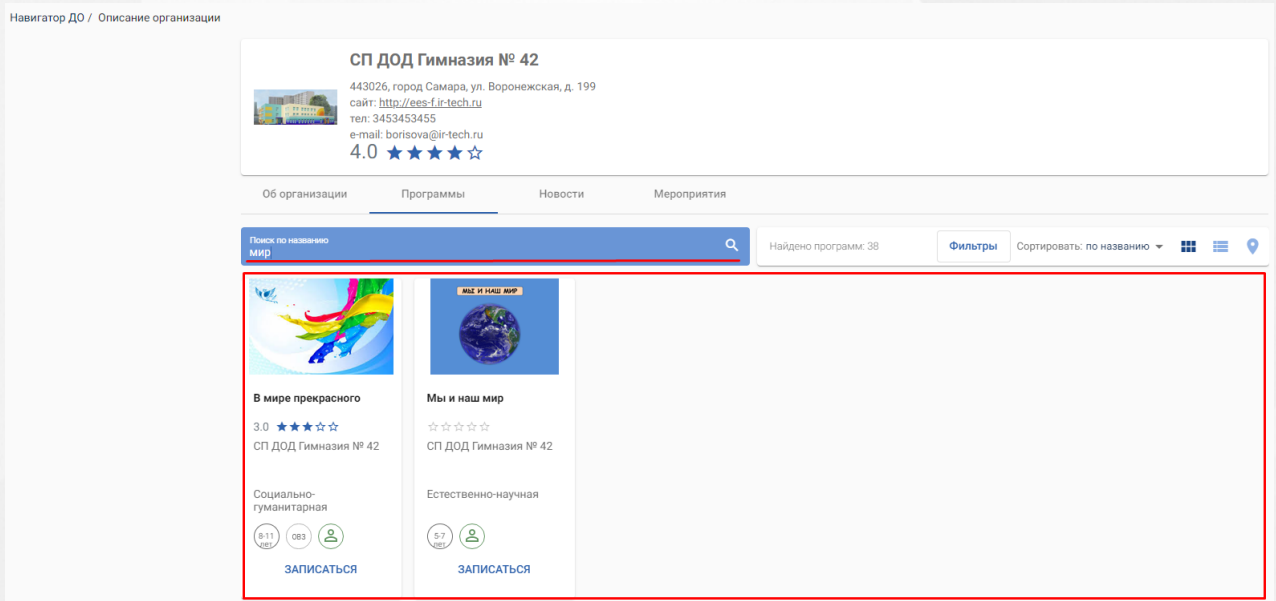 Навигатор ДО / Описание организации
СП ДОД Гимназия № 42
443026, город Самара, ул. Воронежская, д. 199
сайт: http://ees-f.ir-tech.ru
тел: 3453453455
e-mail: borisova@ir-tech.ru
4.0
Об организации Программы Новости Мероприятия
Поиск по названию
мир
Найдено программ: 38 Фильтры Сортировать: по названию
МЫ И НАШ МИР
В мире прекрасного Мы и наш мир
3.0
СП ДОД Гимназия № 42 СП ДОД Гимназия № 42
Социально-
гуманитарная
Естественно-научная
8-11
лет
ОВЗ
5-7
лет
ЗАПИСАТЬСЯ ЗАПИСАТЬСЯ